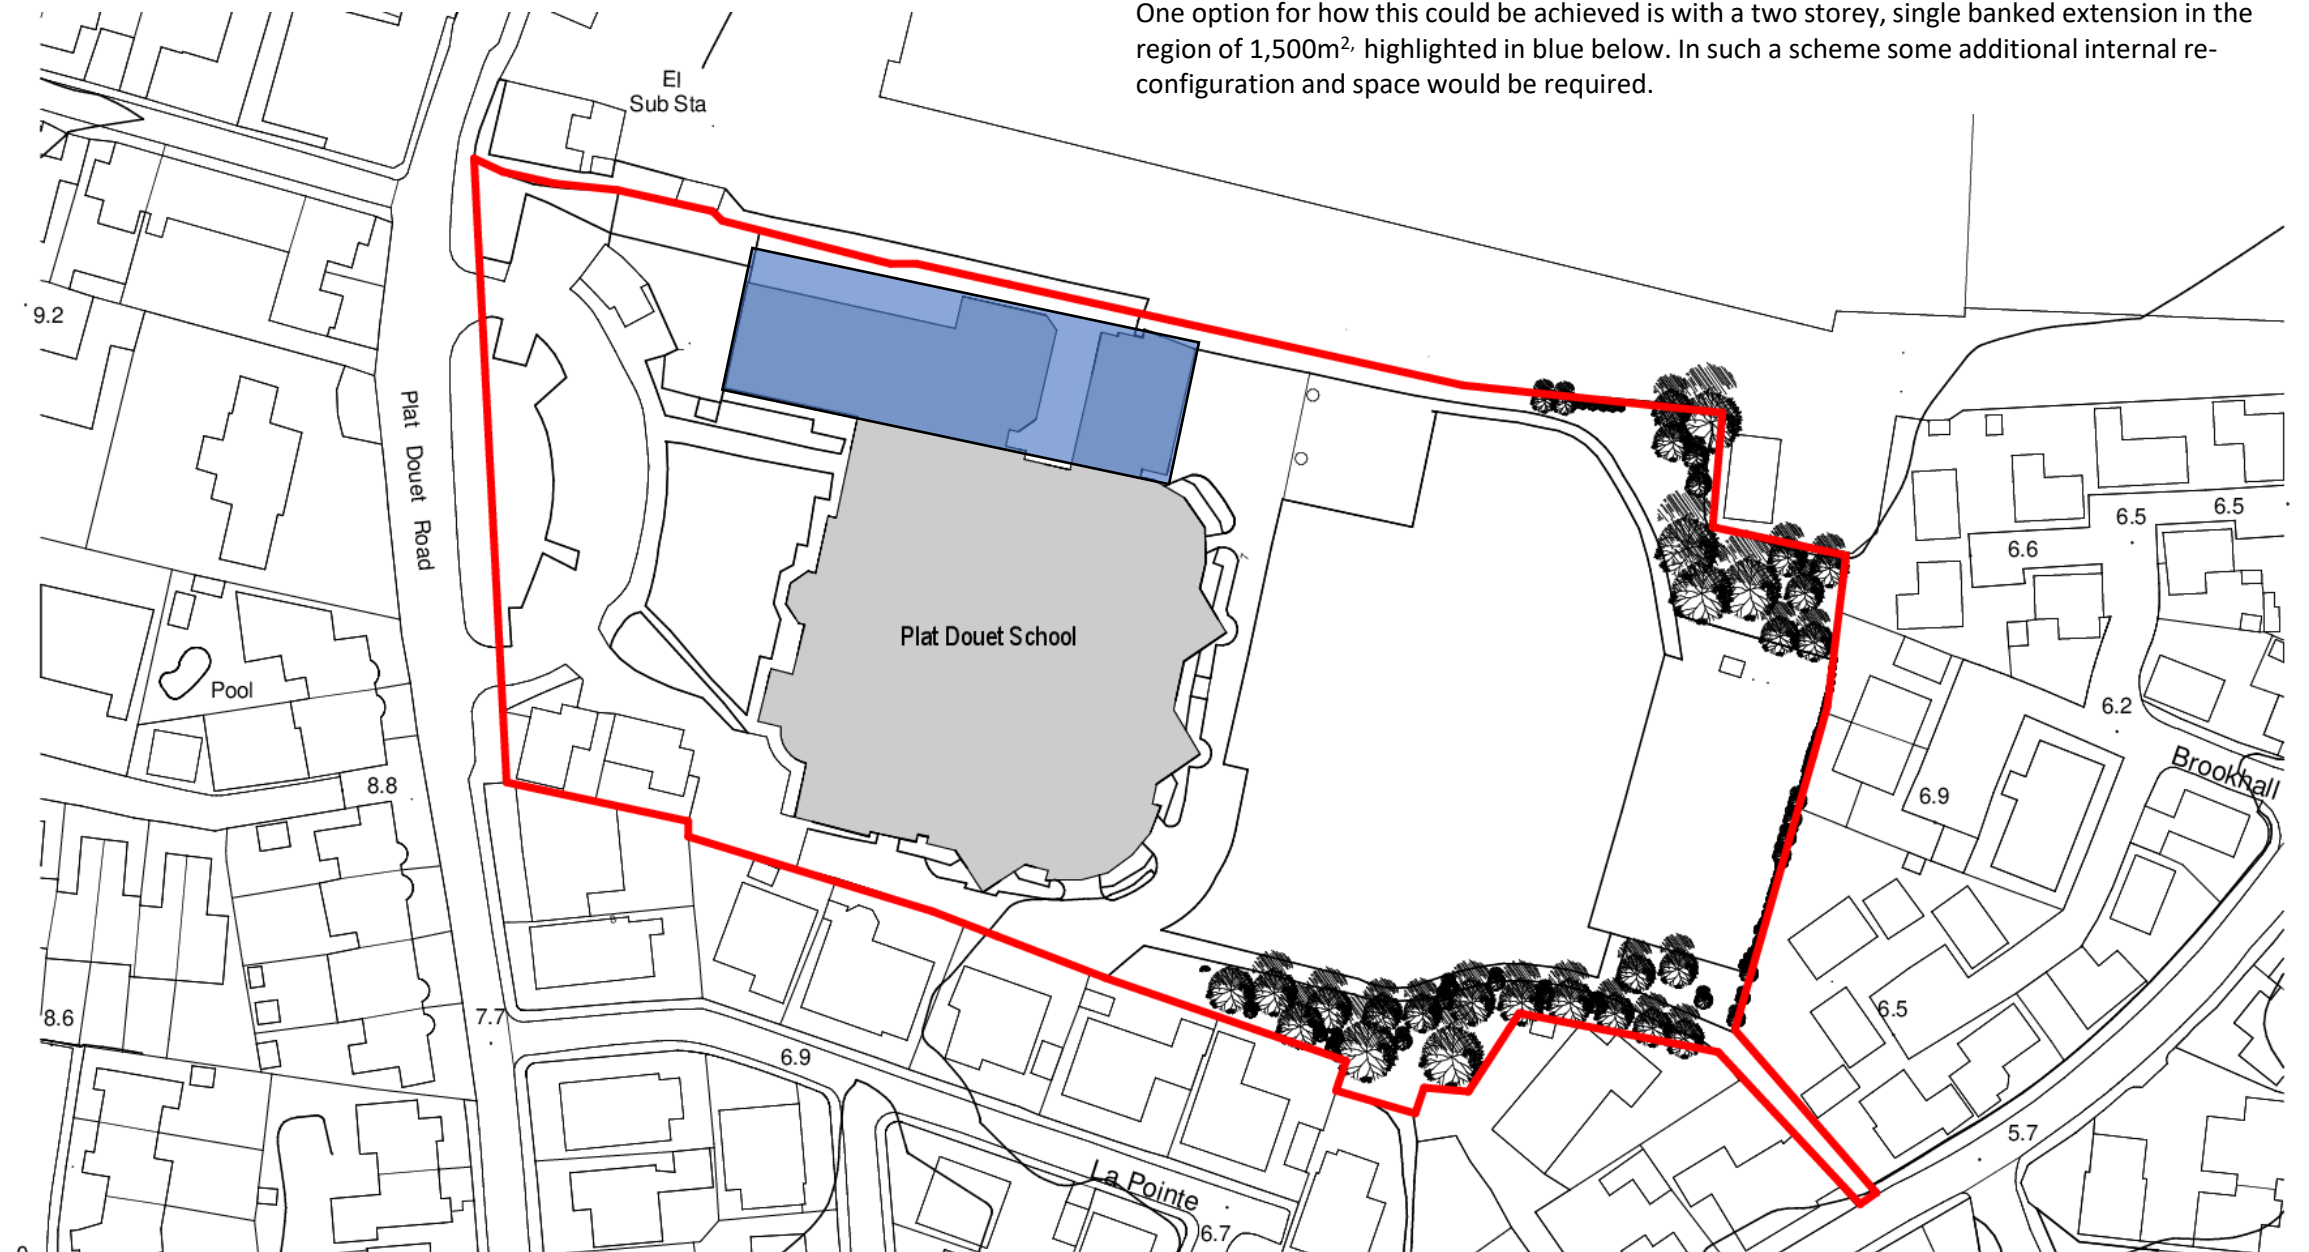 One option for how this could be achieved is with a two storey, single banked extension in the
region of 1,500m², highlighted in blue below. In such a scheme some additional internal re-
configuration and space would be required.
El
Sub Sta
9.2
Plat Douet Road
6.5
6.5
6.6
7
Plat Douet School
Pool
6.2
Brookhall
8.8
6.9
8.6
7.7
6.5
6.9
5.7
La Pointe
6.7